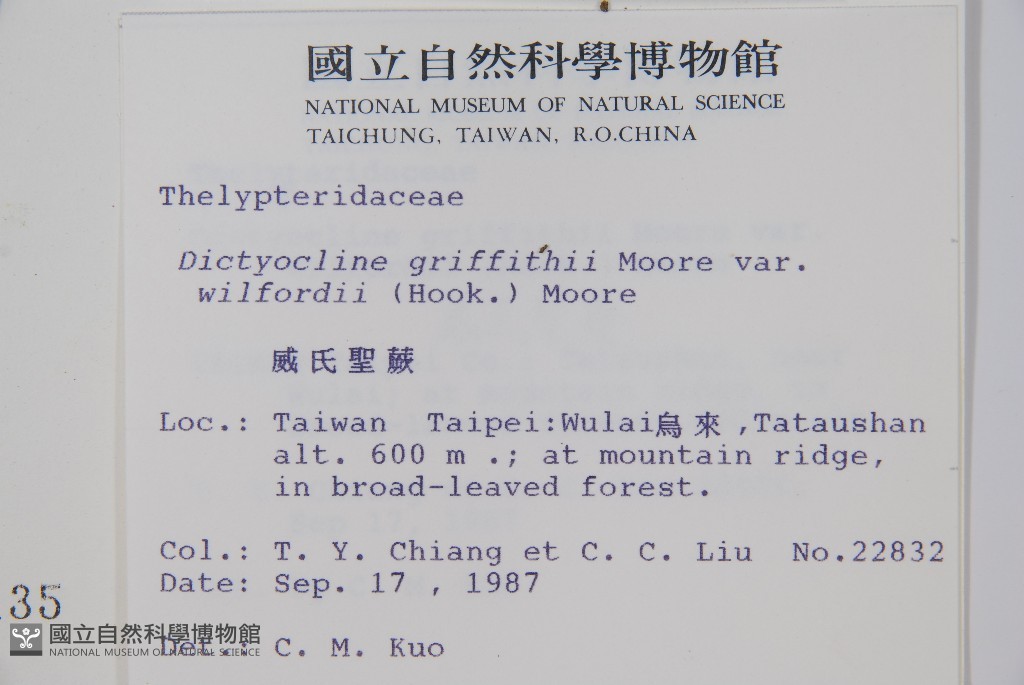 國立自然科學博物館
NATIONAL MUSEUM OF NATURAL SCIENCE
TAICHUNG, TAIWAN, R.O.CHINA
Thelypteridaceae
Dictyocline griffithii Moore var.
wilfordii (Hook.) Moore
威氏聖蕨
Loc.: Taiwan Taipei:Wulai烏來,Tataushan
alt. 600 m .; at mountain ridge,
in broad-leaved forest.
Col.: T. Y. Chiang et C. C. Liu No.22832
Date: Sep. 17, 1987
Det.: C. M. Kuo
35
國立自然科學博物館
NATIONAL MUSEUM OF NATURAL SCIENCE